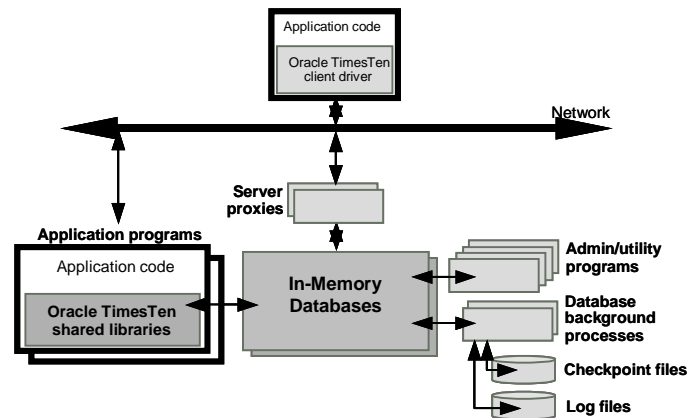 Application code
Oracle TimesTen
client driver
Network
Server
proxies
Application programs
Application code
Oracle TimesTen
shared libraries
In-Memory
Databases
Admin/utility
programs
Database
background
processes
Checkpoint files
Log files